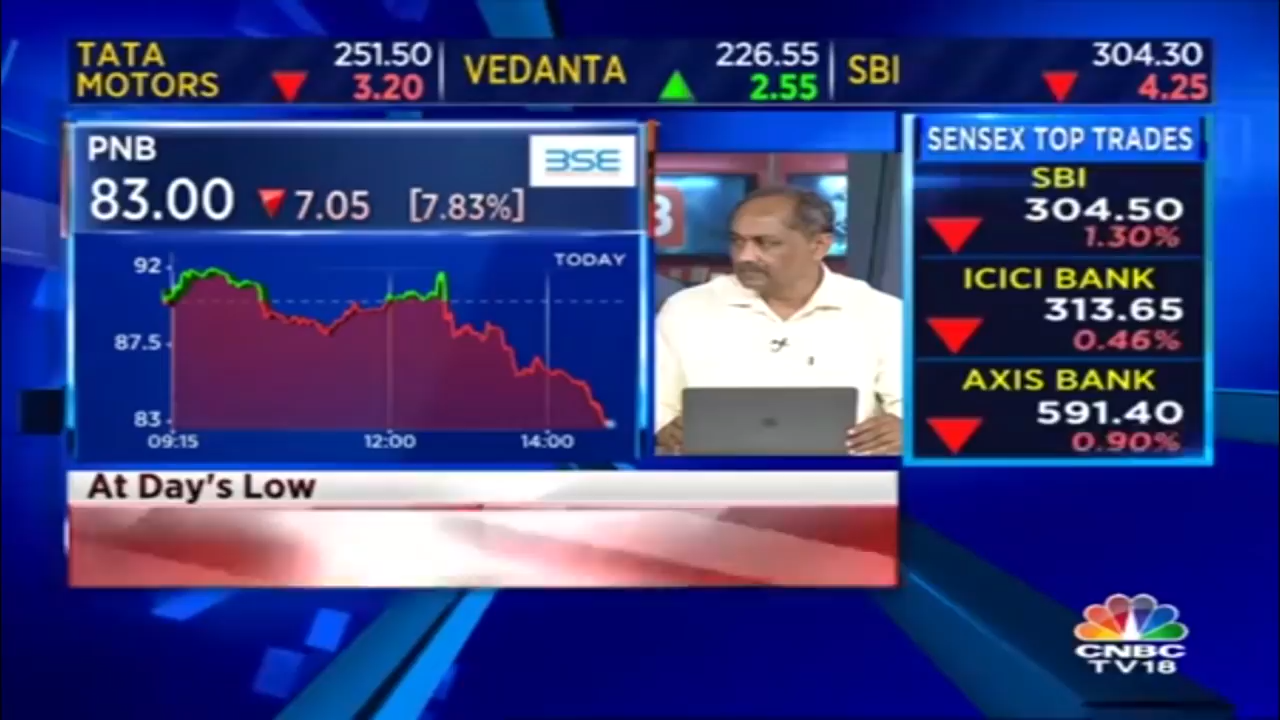 TATA MOTORS 251.50 3.20
VEDANTA 226.55 2.55
SBI 304.30 4.25
PNB
83.00 7.05 [7.83%]
BSE
TODAY
92
87.5
83
09:15 12:00 14:00
SENSEX TOP TRADES
SBI
304.50
1.30%
ICICI BANK
313.65
0.46%
AXIS BANK
591.40
0.90%
At Day's Low
CNBC
TV18